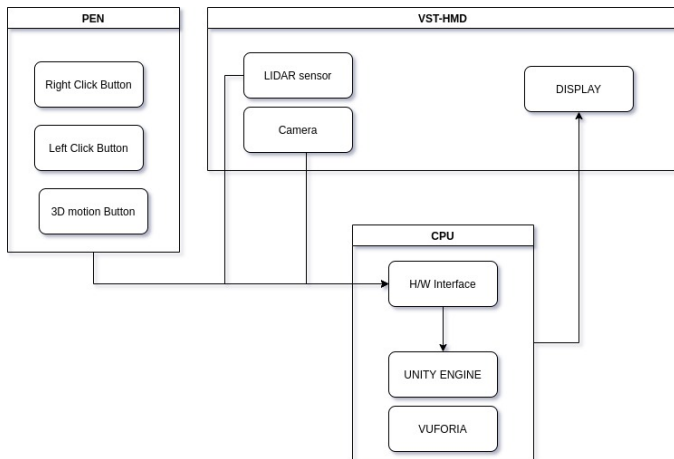 PEN
Right Click Button
Left Click Button
3D motion Button
VST-HMD
LIDAR sensor
Camera
DISPLAY
CPU
H/W Interface
UNITY ENGINE
VUFORIA